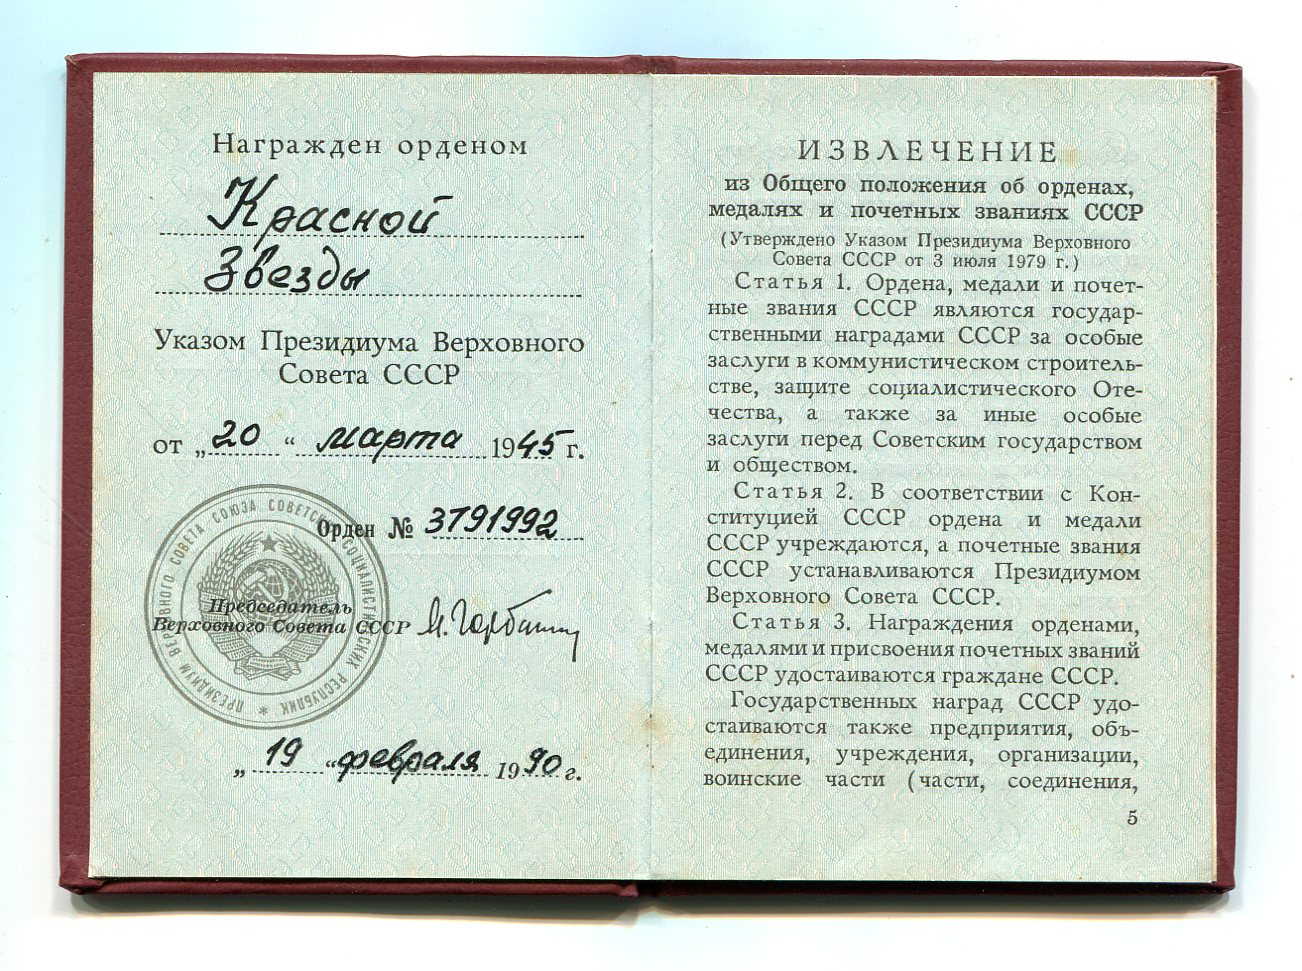 Награжден орденом
Красной
Звезды
Указом Президиума Верховного
Совета СССР
от „20“ марта 1945 г.
Орден № 3791992
ПРЕЗИДИУМ ВЕРХОВНОГО СОВЕТА СОЮЗА СОВЕТСКИХ СОЦИАЛИСТИЧЕСКИХ РЕСПУБЛИК *
Председатель
Верховного Совета СССР М. Горбачев
„19“ февраля 1990 г.
ИЗВЛЕЧЕНИЕ
из Общего положения об орденах,
медалях и почетных званиях СССР
(Утверждено Указом Президиума Верховного
Совета СССР от 3 июля 1979 г.)
Статья 1. Ордена, медали и почет-
ные звания СССР являются государ-
ственными наградами СССР за особые
заслуги в коммунистическом строитель-
стве, защите социалистического Оте-
чества, а также за иные особые
заслуги перед Советским государством
и обществом.
Статья 2. В соответствии с Кон-
ституцией СССР ордена и медали
СССР учреждаются, а почетные звания
СССР устанавливаются Президиумом
Верховного Совета СССР.
Статья 3. Награждения орденами,
медалями и присвоения почетных званий
СССР удостаиваются граждане СССР.
Государственных наград СССР удо-
стаиваются также предприятия, объ-
единения, учреждения, организации,
воинские части (части, соединения,
5